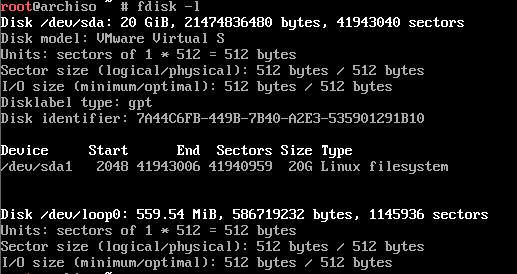 root@archiso ~ # fdisk -l
Disk /dev/sda: 20 GiB, 21474836480 bytes, 41943040 sectors
Disk model: VMware Virtual S
Units: sectors of 1 * 512 = 512 bytes
Sector size (logical/physical): 512 bytes / 512 bytes
I/O size (minimum/optimal): 512 bytes / 512 bytes
Disklabel type: gpt
Disk identifier: 7A44C6FB-449B-7B40-A2E3-535901291B10
Device Start End Sectors Size Type
/dev/sda1 2048 41943006 41940959 20G Linux filesystem
Disk /dev/loop0: 559.54 MiB, 586719232 bytes, 1145936 sectors
Units: sectors of 1 * 512 = 512 bytes
Sector size (logical/physical): 512 bytes / 512 bytes
I/O size (minimum/optimal): 512 bytes / 512 bytes